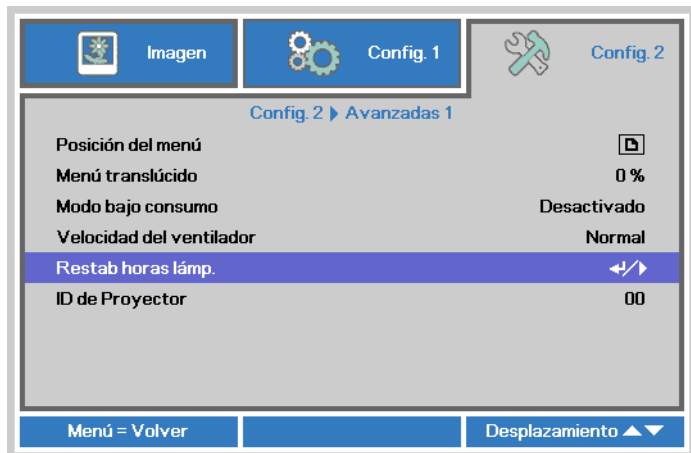 Imagen
Config. 1
Config. 2
Config. 2 ▶ Avanzadas 1
Posición del menú
Menú translúcido 0 %
Modo bajo consumo Desactivado
Velocidad del ventilador Normal
Restab horas lámp. ↵/▶
ID de Proyector 00
Menú = Volver
Desplazamiento ▲▼